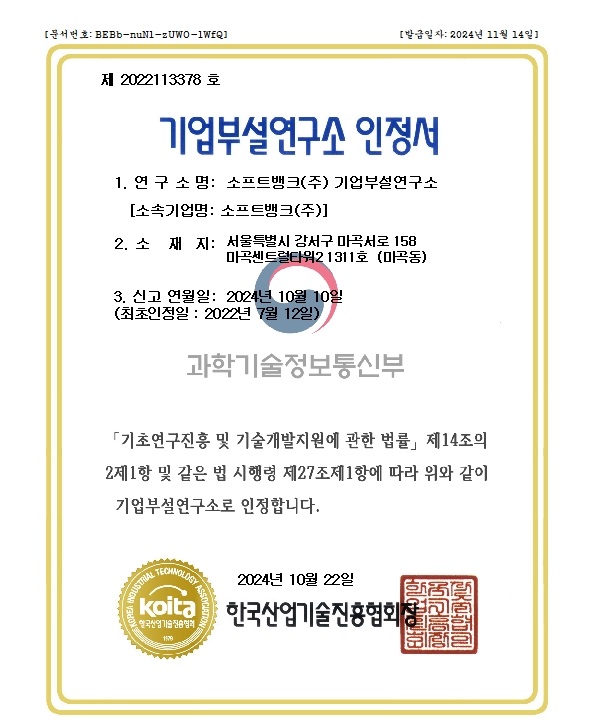 [문서번호: BEBb-nuN1-zUWO-1WfQ] [발급일자: 2024년 11월 14일]
제 2022113378 호
기업부설연구소 인정서
1. 연 구 소 명: 소프트뱅크(주) 기업부설연구소
[소속기업명: 소프트뱅크(주)]
2. 소 재 지: 서울특별시 강서구 마곡서로 158
마곡센트럴타워2 1311호 (마곡동)
3. 신고 연월일: 2024년 10월 10일
(최초인정일 : 2022년 7월 12일)
과학기술정보통신부
「기초연구진흥 및 기술개발지원에 관한 법률」 제14조의
2제1항 및 같은 법 시행령 제27조제1항에 따라 위와 같이
기업부설연구소로 인정합니다.
2024년 10월 22일
한국산업기술진흥협회장
KOREA INDUSTRIAL TECHNOLOGY ASSOCIATION
koita
한국산업기술진흥협회
1979